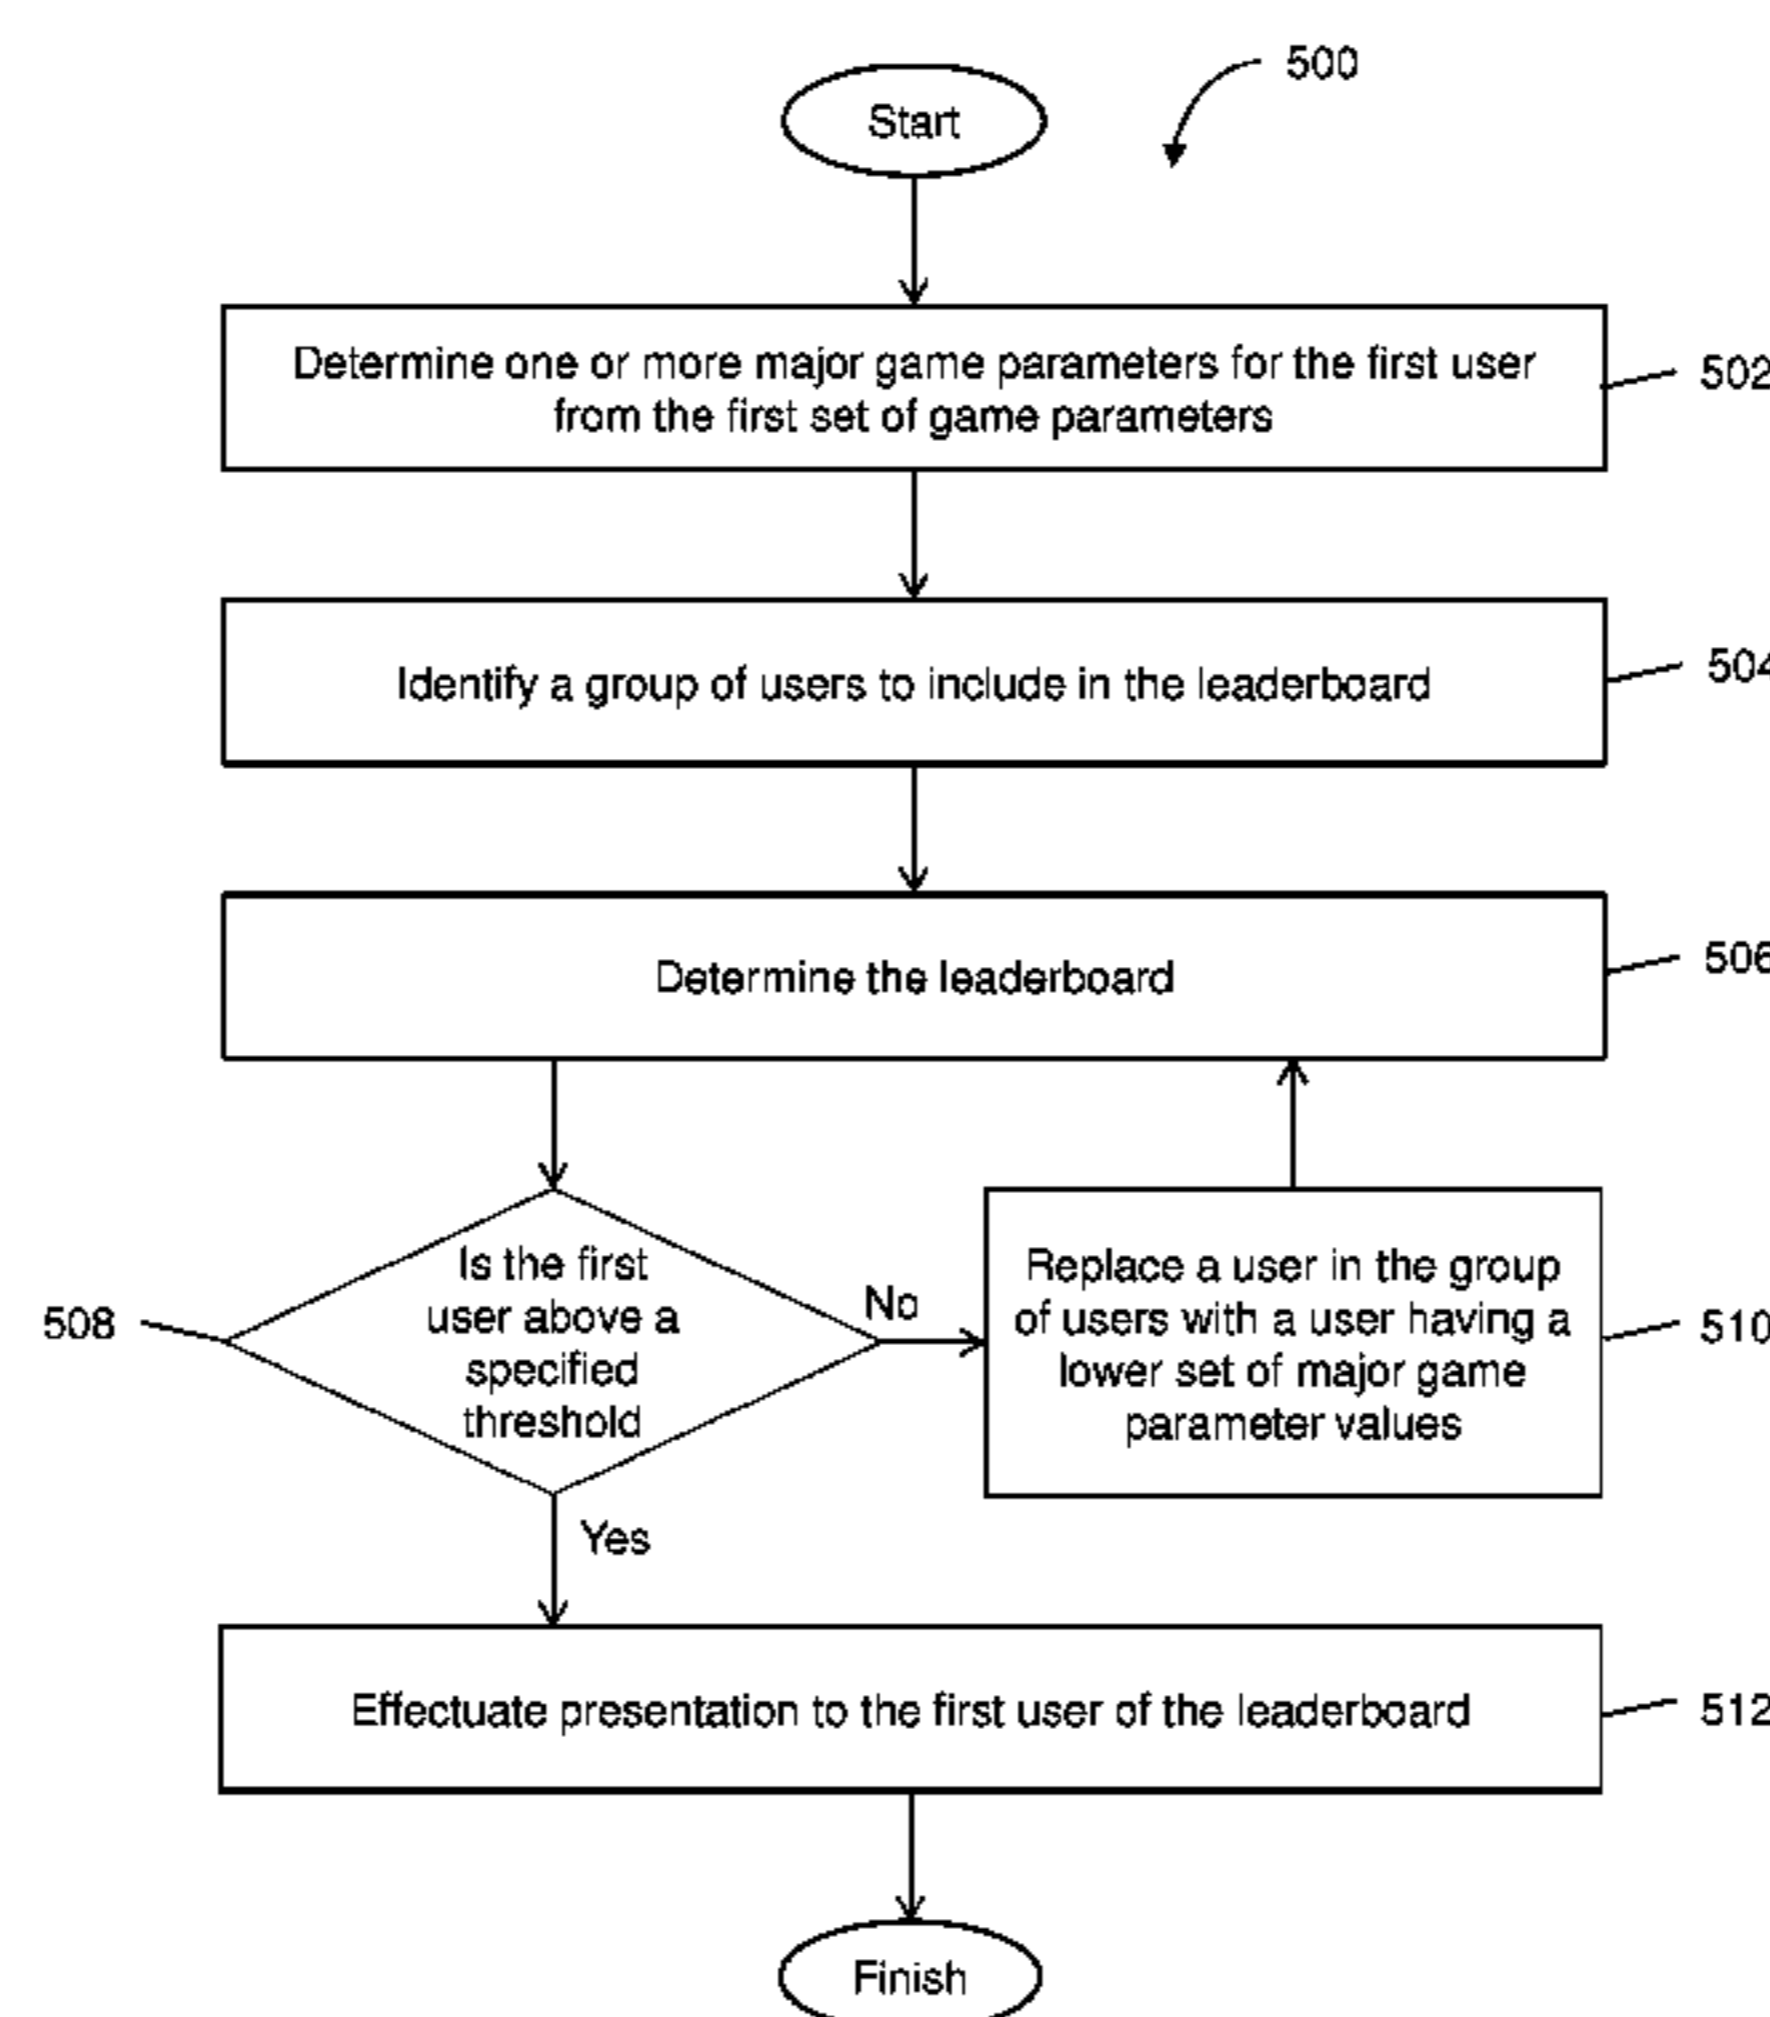 500
Start
Determine one or more major game parameters for the first user
from the first set of game parameters
502
Identify a group of users to include in the leaderboard
504
Determine the leaderboard
506
Is the first
user above a
specified
threshold
508
No
Replace a user in the group
of users with a user having a
lower set of major game
parameter values
510
Yes
Effectuate presentation to the first user of the leaderboard
512
Finish